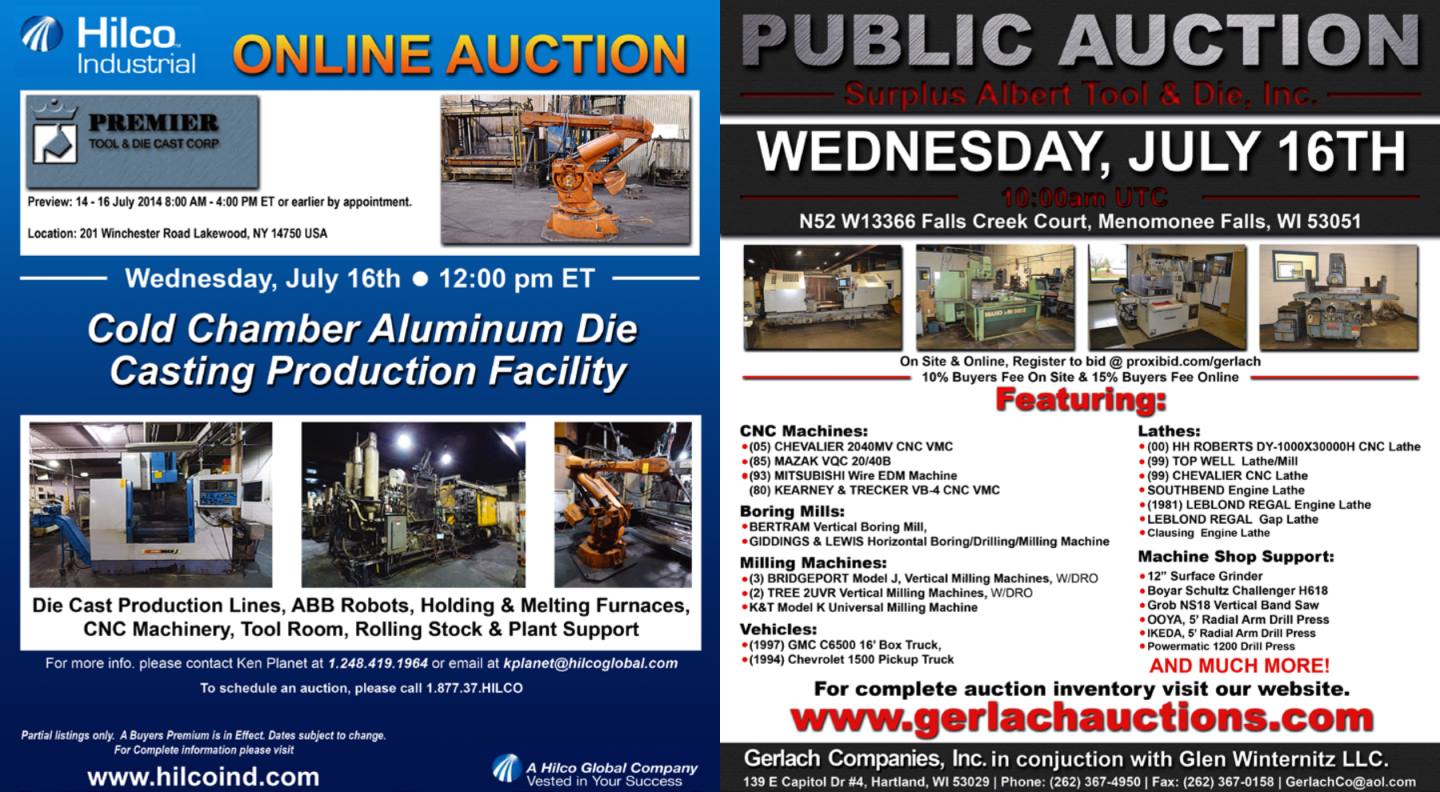 Hilco
Industrial
ONLINE AUCTION
PREMIER
TOOL & DIE CAST CORP
Preview: 14 - 16 July 2014 8:00 AM - 4:00 PM ET or earlier by appointment.
Location: 201 Winchester Road Lakewood, NY 14750 USA
Wednesday, July 16th ● 12:00 pm ET
Cold Chamber Aluminum Die
Casting Production Facility
Die Cast Production Lines, ABB Robots, Holding & Melting Furnaces,
CNC Machinery, Tool Room, Rolling Stock & Plant Support
For more info. please contact Ken Planet at 1.248.419.1964 or email at kplanet@hilcoglobal.com
To schedule an auction, please call 1.877.37.HILCO
Partial listings only. A Buyers Premium is in Effect. Dates subject to change.
For Complete information please visit
www.hilcoind.com
A Hilco Global Company
Vested in Your Success
PUBLIC AUCTION
Surplus Albert Tool & Die, Inc.
WEDNESDAY, JULY 16TH
10:00am UTC
N52 W13366 Falls Creek Court, Menomonee Falls, WI 53051
On Site & Online, Register to bid @ proxibid.com/gerlach
10% Buyers Fee On Site & 15% Buyers Fee Online
Featuring:
CNC Machines:
•(05) CHEVALIER 2040MV CNC VMC
•(85) MAZAK VQC 20/40B
•(93) MITSUBISHI Wire EDM Machine
(80) KEARNEY & TRECKER VB-4 CNC VMC
Boring Mills:
•BERTRAM Vertical Boring Mill,
•GIDDINGS & LEWIS Horizontal Boring/Drilling/Milling Machine
Milling Machines:
•(3) BRIDGEPORT Model J, Vertical Milling Machines, W/DRO
•(2) TREE 2UVR Vertical Milling Machines, W/DRO
•K&T Model K Universal Milling Machine
Vehicles:
•(1997) GMC C6500 16' Box Truck,
•(1994) Chevrolet 1500 Pickup Truck
Lathes:
•(00) HH ROBERTS DY-1000X30000H CNC Lathe
•(99) TOP WELL Lathe/Mill
•(99) CHEVALIER CNC Lathe
•SOUTHBEND Engine Lathe
•(1981) LEBLOND REGAL Engine Lathe
•LEBLOND REGAL Gap Lathe
•Clausing Engine Lathe
Machine Shop Support:
•12” Surface Grinder
•Boyar Schultz Challenger H618
•Grob NS18 Vertical Band Saw
•OOYA, 5' Radial Arm Drill Press
•IKEDA, 5' Radial Arm Drill Press
•Powermatic 1200 Drill Press
AND MUCH MORE!
For complete auction inventory visit our website.
www.gerlachauctions.com
Gerlach Companies, Inc. in conjuction with Glen Winternitz LLC.
139 E Capitol Dr #4, Hartland, WI 53029 | Phone: (262) 367-4950 | Fax: (262) 367-0158 | GerlachCo@aol.com